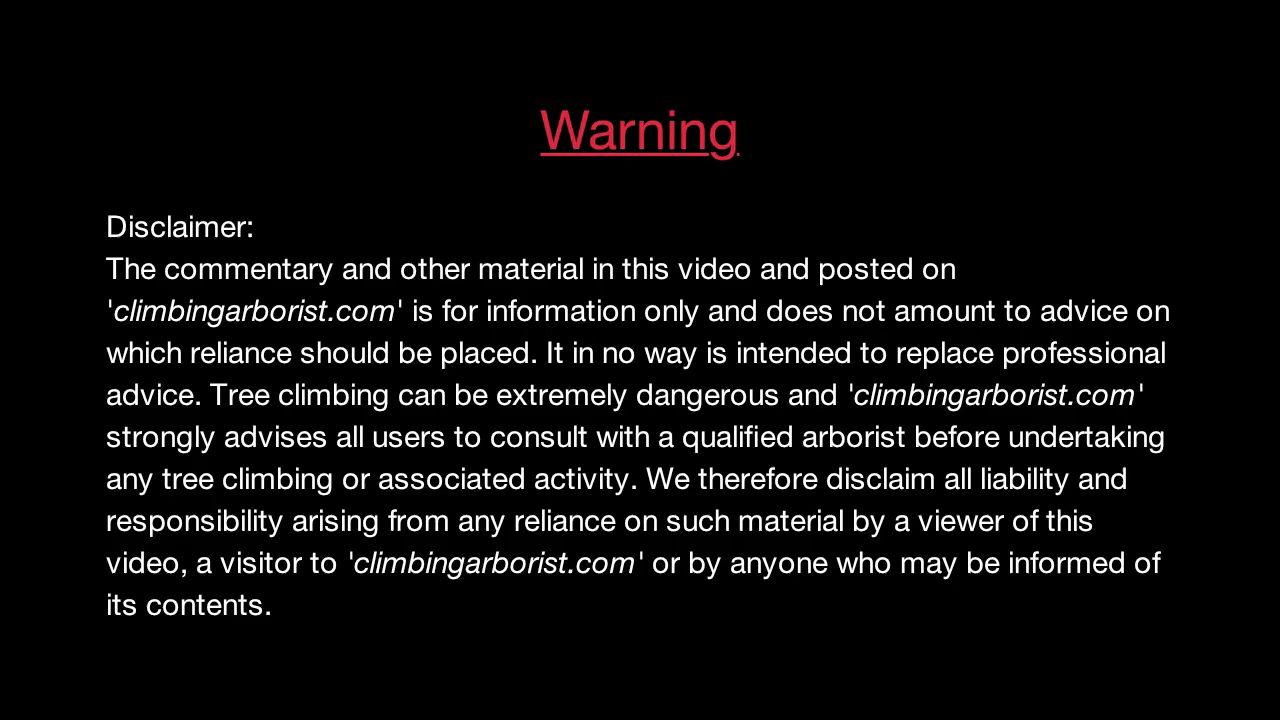 Warning
Disclaimer:
The commentary and other material in this video and posted on
'climbingarborist.com' is for information only and does not amount to advice on
which reliance should be placed. It in no way is intended to replace professional
advice. Tree climbing can be extremely dangerous and 'climbingarborist.com'
strongly advises all users to consult with a qualified arborist before undertaking
any tree climbing or associated activity. We therefore disclaim all liability and
responsibility arising from any reliance on such material by a viewer of this
video, a visitor to 'climbingarborist.com' or by anyone who may be informed of
its contents.